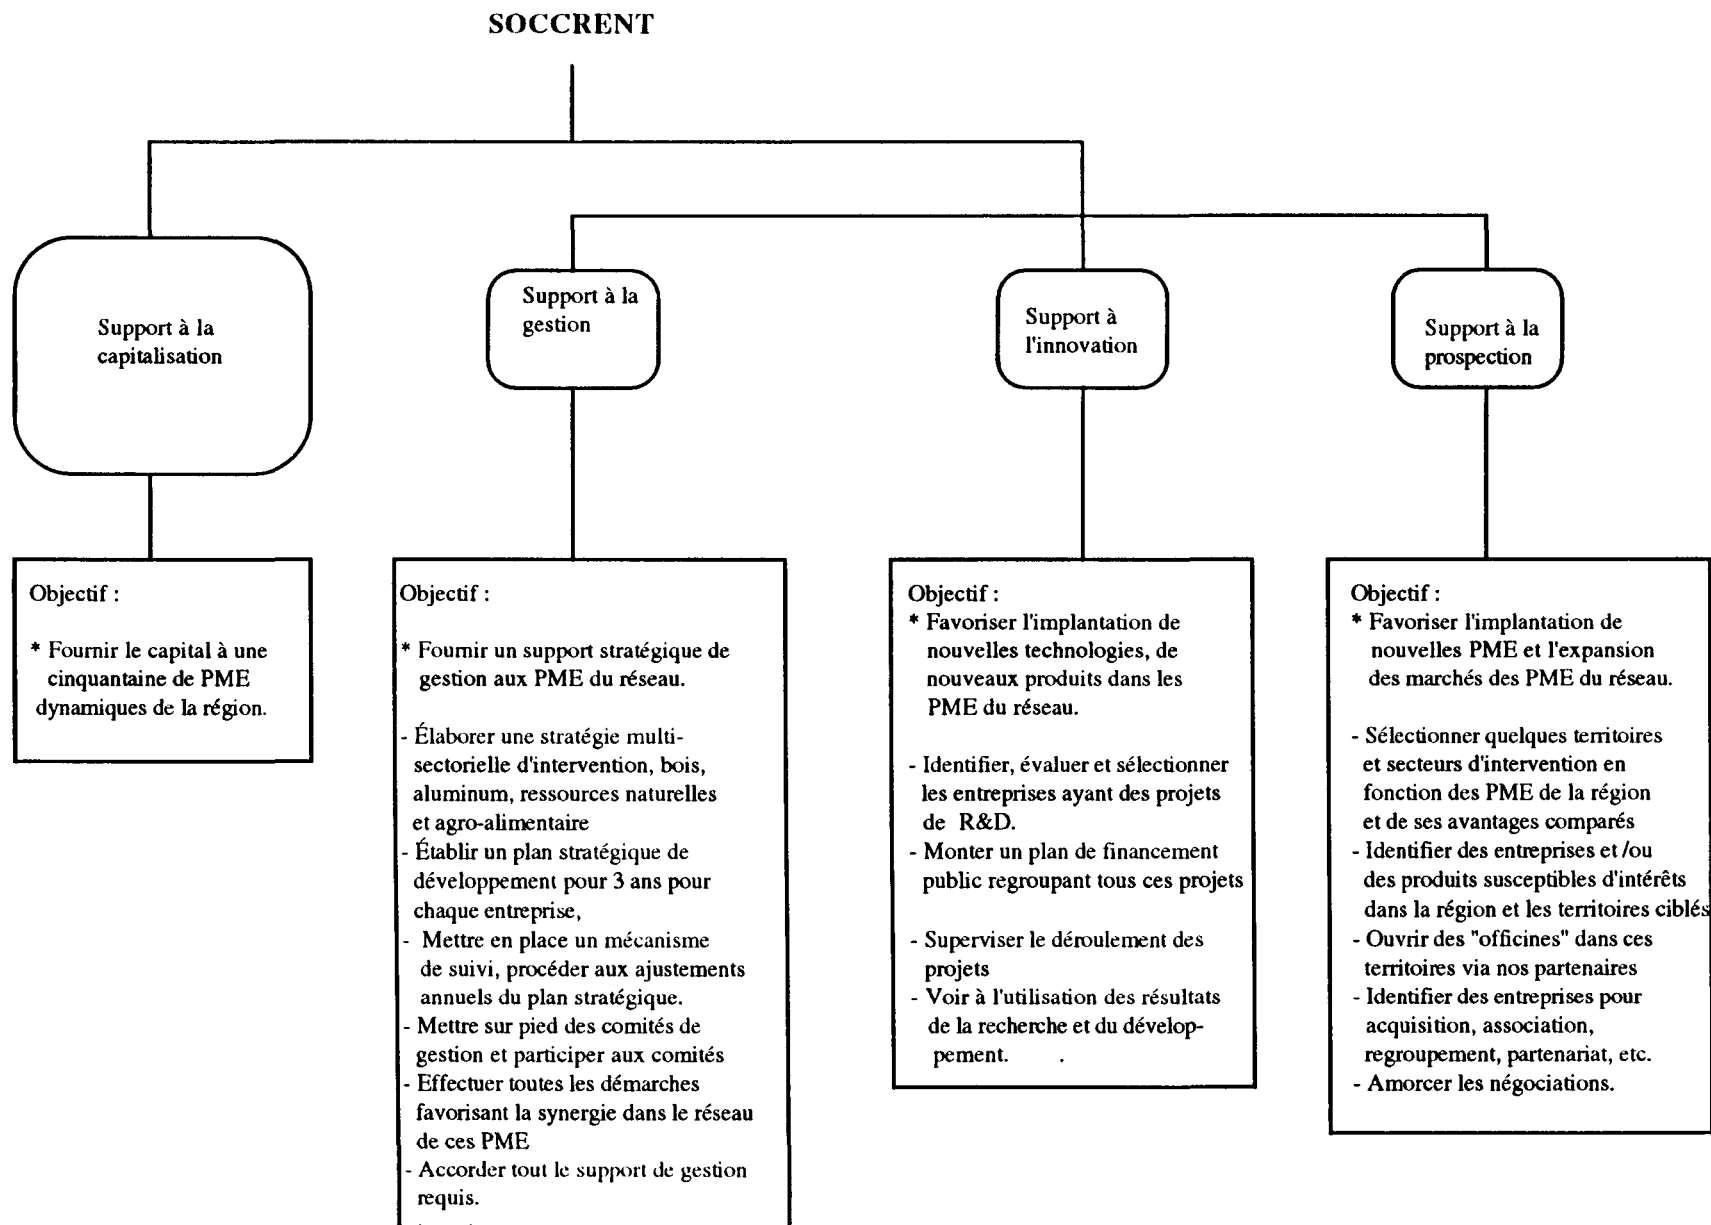 SOCCRENT
Support à la
capitalisation
Support à la
gestion
Support à
l'innovation
Support à la
prospection
Objectif :
* Fournir le capital à une
cinquantaine de PME
dynamiques de la région.
Objectif :
* Fournir un support stratégique de
gestion aux PME du réseau.
- Élaborer une stratégie multi-
sectorielle d'intervention, bois,
aluminum, ressources naturelles
et agro-alimentaire
- Établir un plan stratégique de
développement pour 3 ans pour
chaque entreprise,
- Mettre en place un mécanisme
de suivi, procéder aux ajustements
annuels du plan stratégique.
- Mettre sur pied des comités de
gestion et participer aux comités
- Effectuer toutes les démarches
favorisant la synergie dans le réseau
de ces PME
- Accorder tout le support de gestion
requis.
Objectif :
* Favoriser l'implantation de
nouvelles technologies, de
nouveaux produits dans les
PME du réseau.
- Identifier, évaluer et sélectionner
les entreprises ayant des projets
de R&D.
- Monter un plan de financement
public regroupant tous ces projets
- Superviser le déroulement des
projets
- Voir à l'utilisation des résultats
de la recherche et du dévelop-
pement. .
Objectif :
* Favoriser l'implantation de
nouvelles PME et l'expansion
des marchés des PME du réseau.
- Sélectionner quelques territoires
et secteurs d'intervention en
fonction des PME de la région
et de ses avantages comparés
- Identifier des entreprises et /ou
des produits susceptibles d'intérêts
dans la région et les territoires ciblés
- Ouvrir des "officines" dans ces
territoires via nos partenaires
- Identifier des entreprises pour
acquisition, association,
regroupement, partenariat, etc.
- Amorcer les négociations.